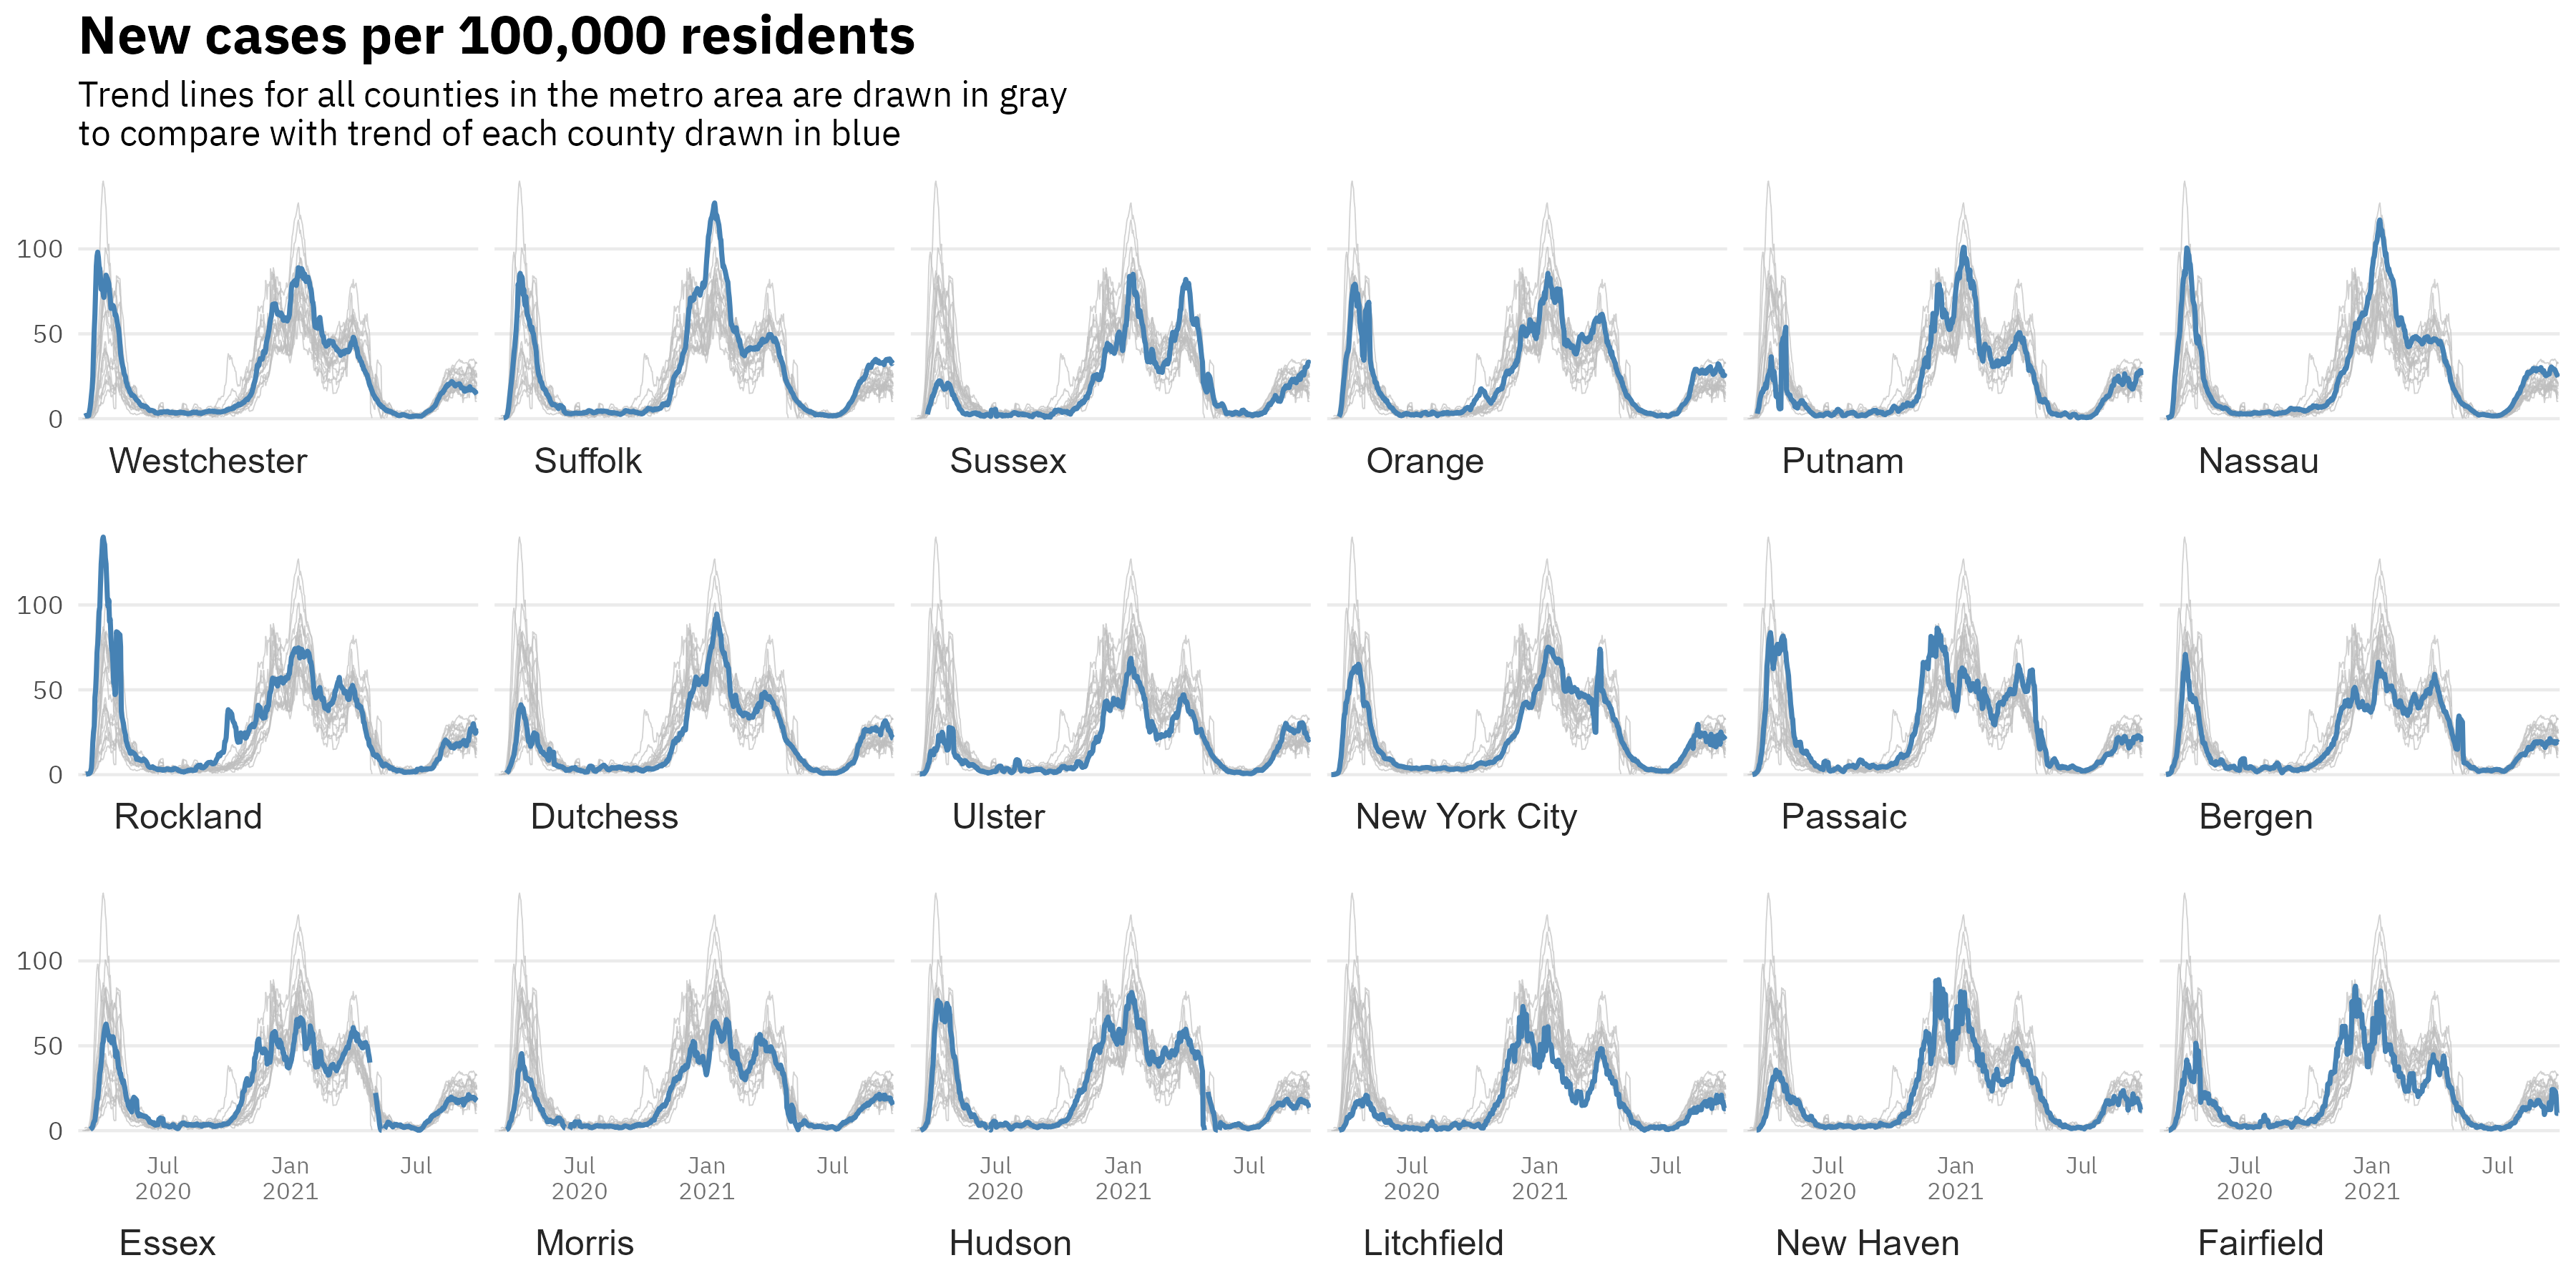 New cases per 100,000 residents
Trend lines for all counties in the metro area are drawn in gray
to compare with trend of each county drawn in blue
100
50
0
Westchester Suffolk Sussex Orange Putnam Nassau
100
50
0
Rockland Dutchess Ulster New York City Passaic Bergen
100
50
0
Jul Jan Jul Jul Jan Jul Jul Jan Jul Jul Jan Jul Jul Jan Jul Jul Jan Jul
2020 2021 2020 2021 2020 2021 2020 2021 2020 2021 2020 2021
Essex Morris Hudson Litchfield New Haven Fairfield